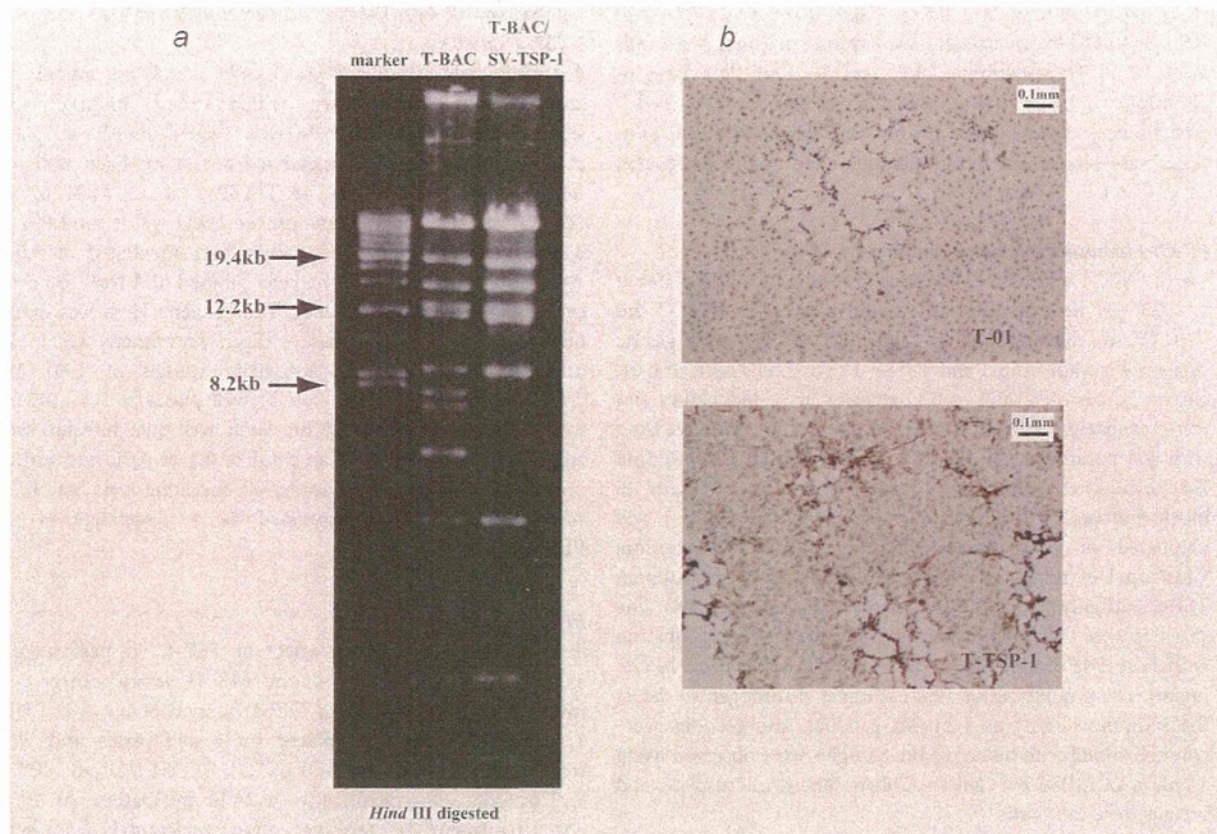 a
marker
T-BAC
T-BAC/
SV-TSP-1
19.4kb
12.2kb
8.2kb
Hind III digested
b
0.1mm
T-01
0.1mm
T-TSP-1